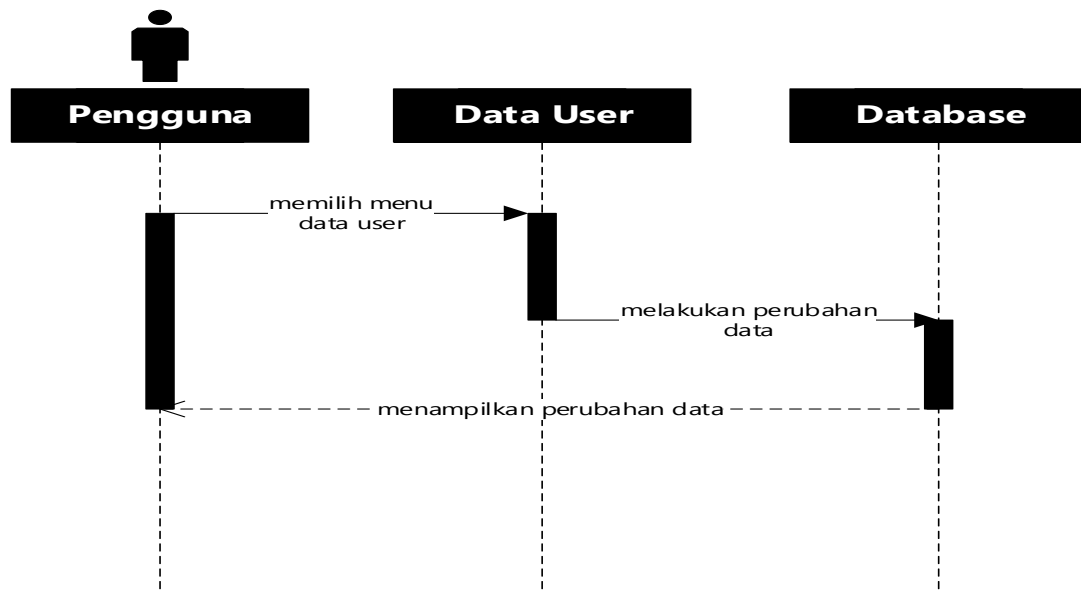 Pengguna
Data User
Database
memilih menu
data user
melakukan perubahan
data
menampilkan perubahan data